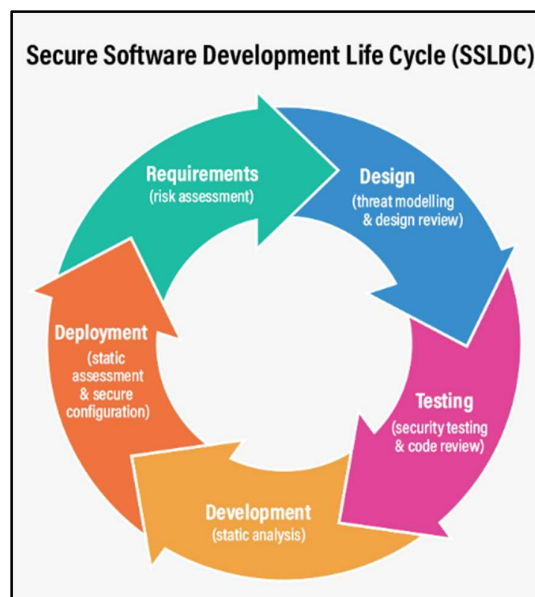 Secure Software Development Life Cycle (SSLDC)
Requirements
(risk assessment)
Design
(threat modelling
& design review)
Testing
(security testing
& code review)
Development
(static analysis)
Deployment
(static
assessment
& secure
configuration)